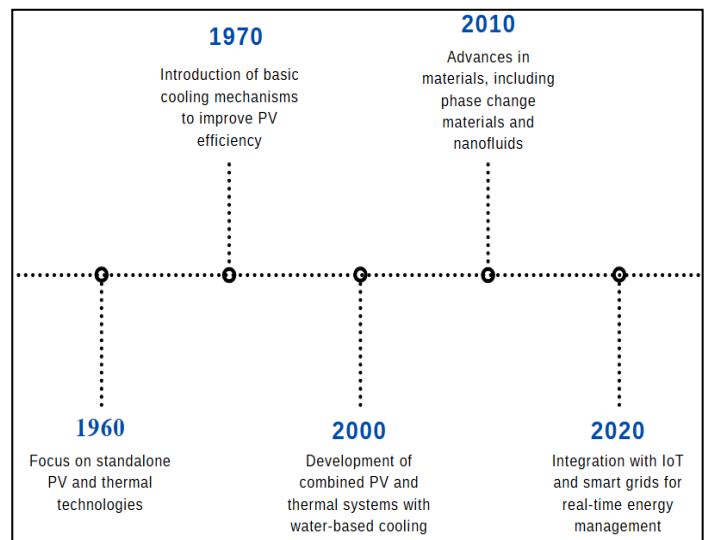 1970
Introduction of basic
cooling mechanisms
to improve PV
efficiency
2010
Advances in
materials, including
phase change
materials and
nanofluids
1960
Focus on standalone
PV and thermal
technologies
2000
Development of
combined PV and
thermal systems with
water-based cooling
2020
Integration with IoT
and smart grids for
real-time energy
management